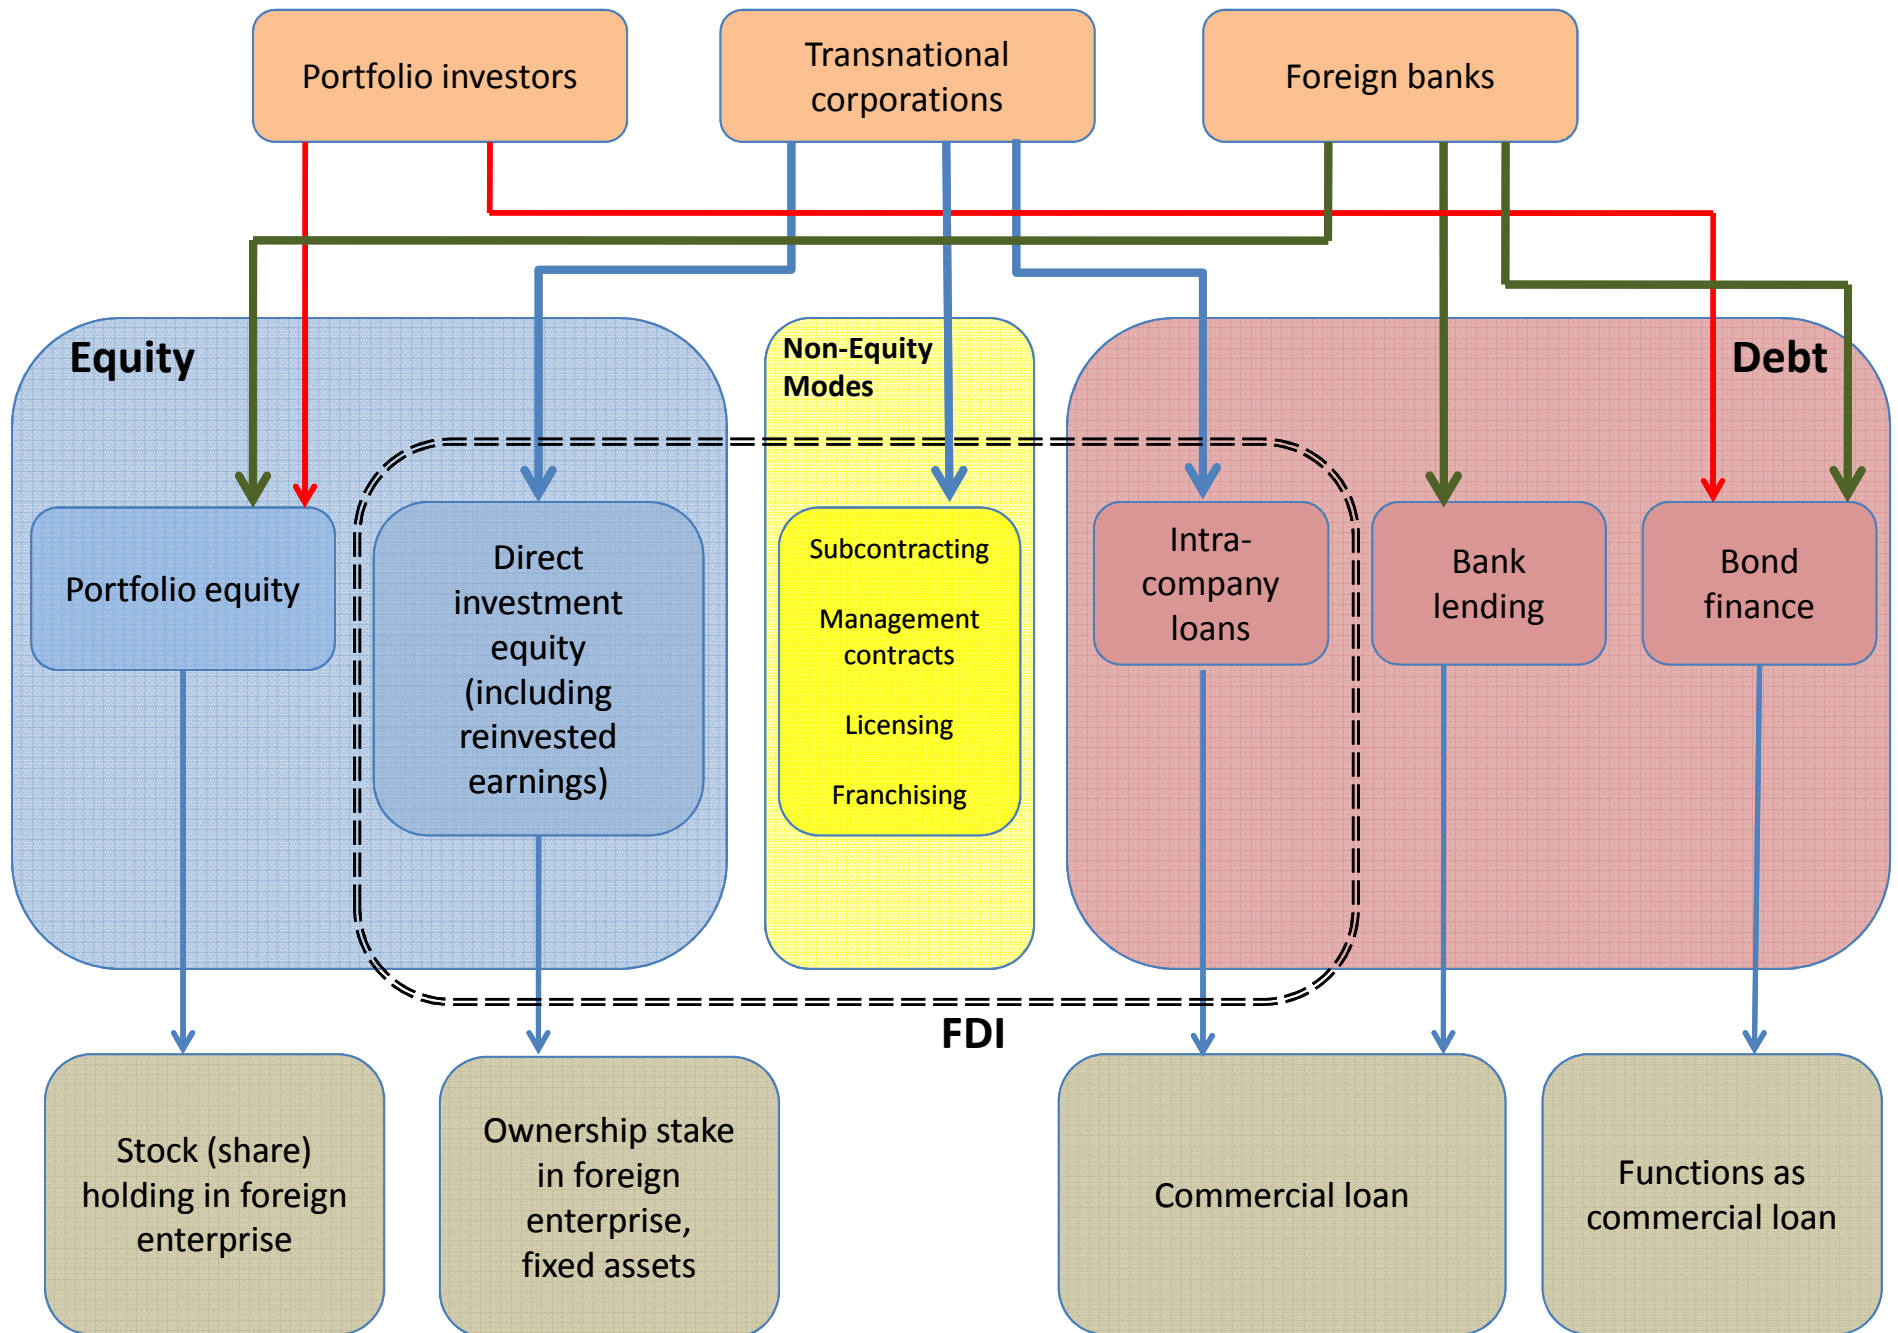 Portfolio investors
Transnational
corporations
Foreign banks
Equity
Non-Equity
Modes
Debt
Portfolio equity
Direct
investment
equity
(including
reinvested
earnings)
Subcontracting
Management
contracts
Licensing
Franchising
Intra-
company
loans
Bank
lending
Bond
finance
FDI
Stock (share)
holding in foreign
enterprise
Ownership stake
in foreign
enterprise,
fixed assets
Commercial loan
Functions as
commercial loan